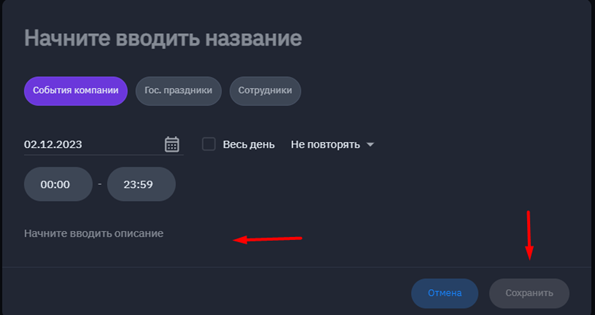 Начните вводить название
События компании Гос. праздники Сотрудники
02.12.2023 Весь день Не повторять
00:00 - 23:59
Начните вводить описание
Отмена Сохранить